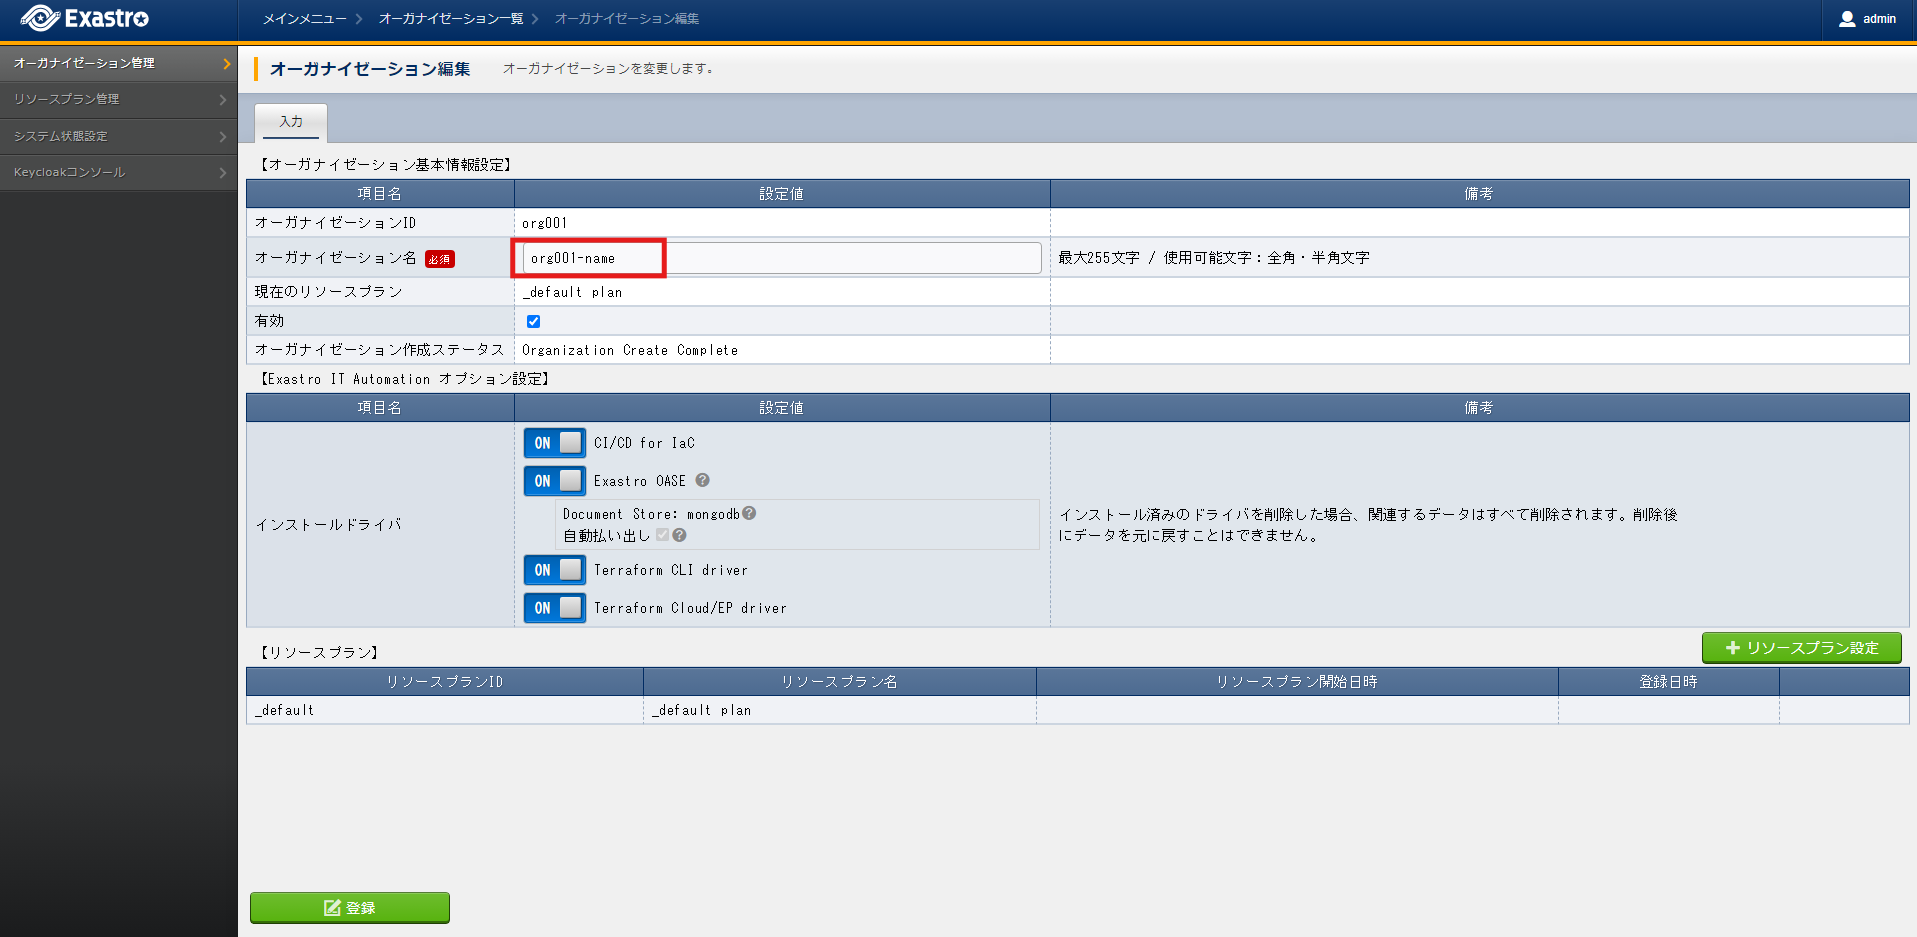 Exastro
メインメニュー オーガナイゼーション一覧 オーガナイゼーション編集
admin
オーガナイゼーション管理
リソースプラン管理
システム状態設定
Keycloakコンソール
オーガナイゼーション編集 オーガナイゼーションを変更します。
入力
【オーガナイゼーション基本情報設定】
項目名 設定値 備考
オーガナイゼーションID org001
オーガナイゼーション名 必須 org001-name 最大255文字 / 使用可能文字：全角・半角文字
現在のリソースプラン _default plan
有効
オーガナイゼーション作成ステータス Organization Create Complete
【Exastro IT Automation オプション設定】
項目名 設定値 備考
インストールドライバ
ON CI/CD for IaC
ON Exastro OASE ?
Document Store: mongodb ?
自動払い出し ?
ON Terraform CLI driver
ON Terraform Cloud/EP driver
インストール済みのドライバを削除した場合、関連するデータはすべて削除されます。削除後
にデータを元に戻すことはできません。
【リソースプラン】
リソースプラン設定
リソースプランID リソースプラン名 リソースプラン開始日時 登録日時
_default _default plan
登録